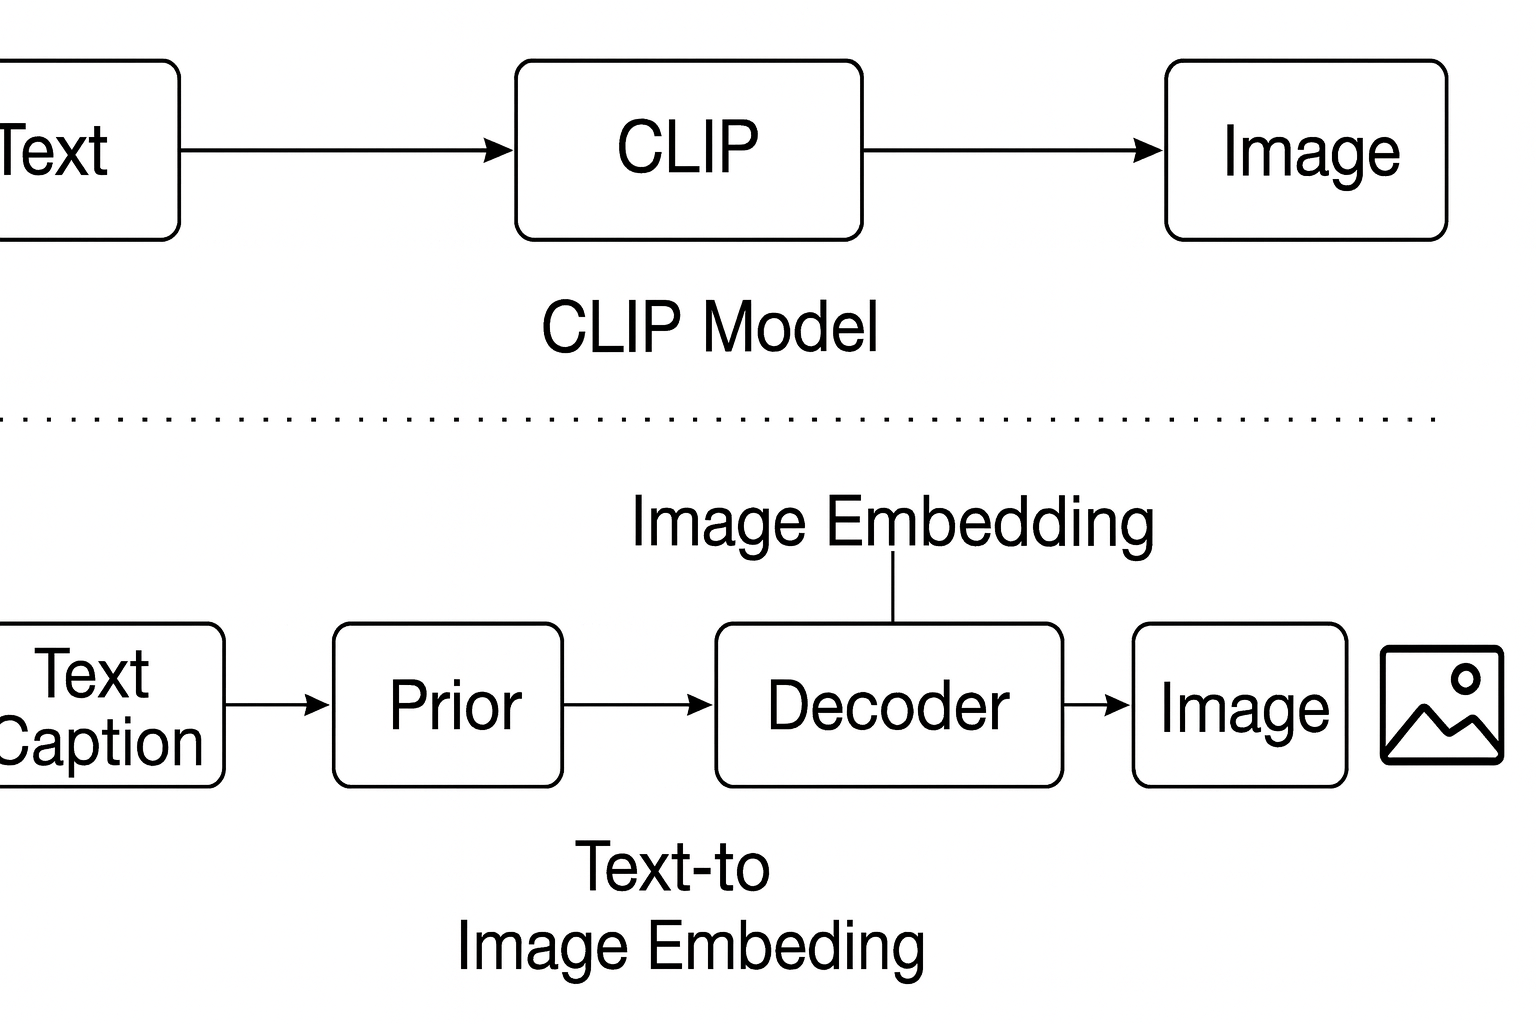 Text
CLIP
Image
CLIP Model
Image Embedding
Text
Caption
Prior
Decoder
Image
Text-to
Image Embeding